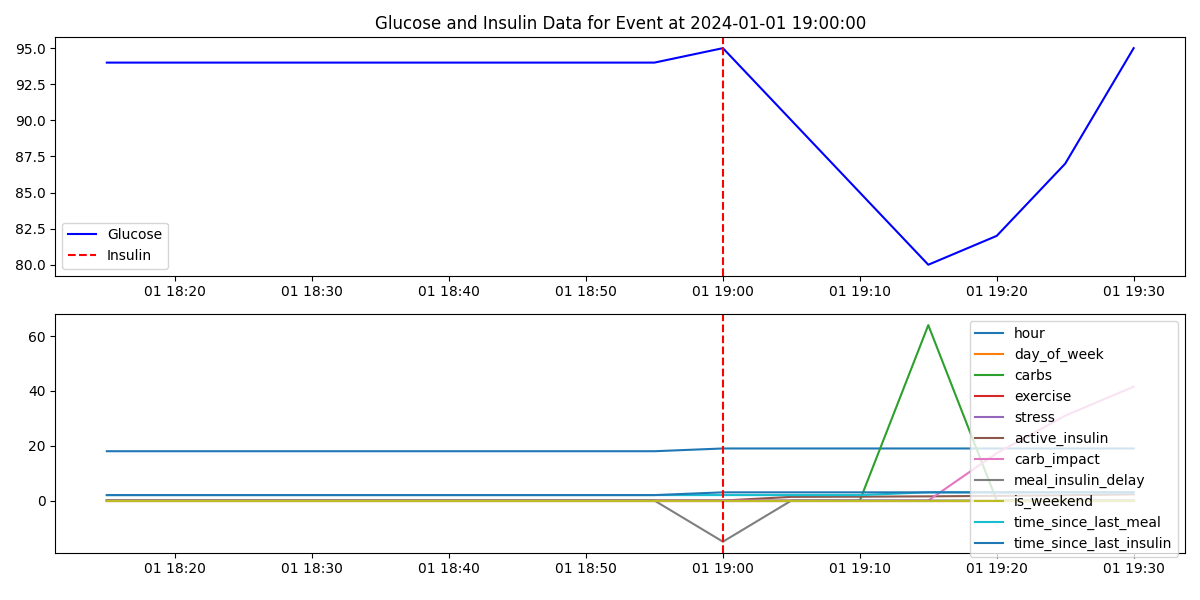 Glucose and Insulin Data for Event at 2024-01-01 19:00:00
95.0
92.5
90.0
87.5
85.0
82.5
80.0
Glucose
Insulin
01 18:20 01 18:30 01 18:40 01 18:50 01 19:00 01 19:10 01 19:20 01 19:30
60
40
20
0
hour
day_of_week
carbs
exercise
stress
active_insulin
carb_impact
meal_insulin_delay
is_weekend
time_since_last_meal
time_since_last_insulin
01 18:20 01 18:30 01 18:40 01 18:50 01 19:00 01 19:10 01 19:20 01 19:30